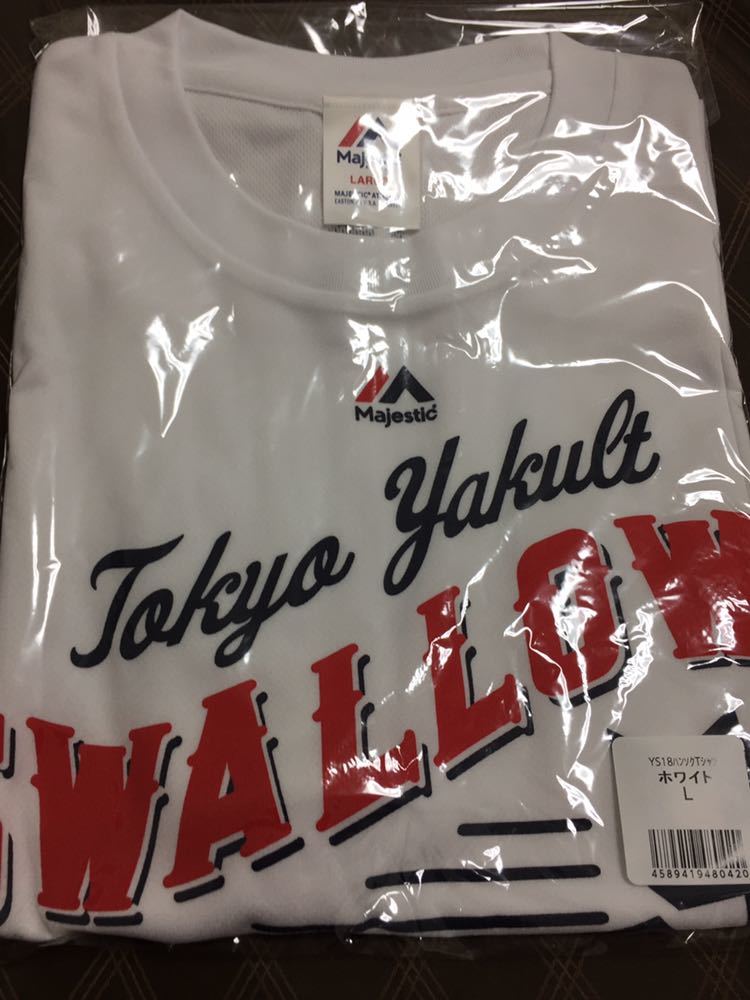 Majestic
LARGE
Majestic
Tokyo Yakult
SWALLOW
YS18ハンソクTシャツ
ホワイト
L
4589419480420